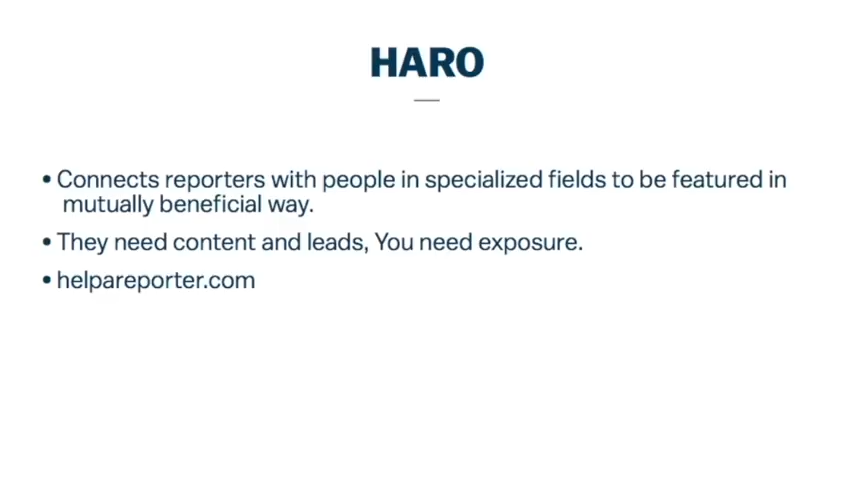 HARO
• Connects reporters with people in specialized fields to be featured in
mutually beneficial way.
• They need content and leads, You need exposure.
• helpareporter.com